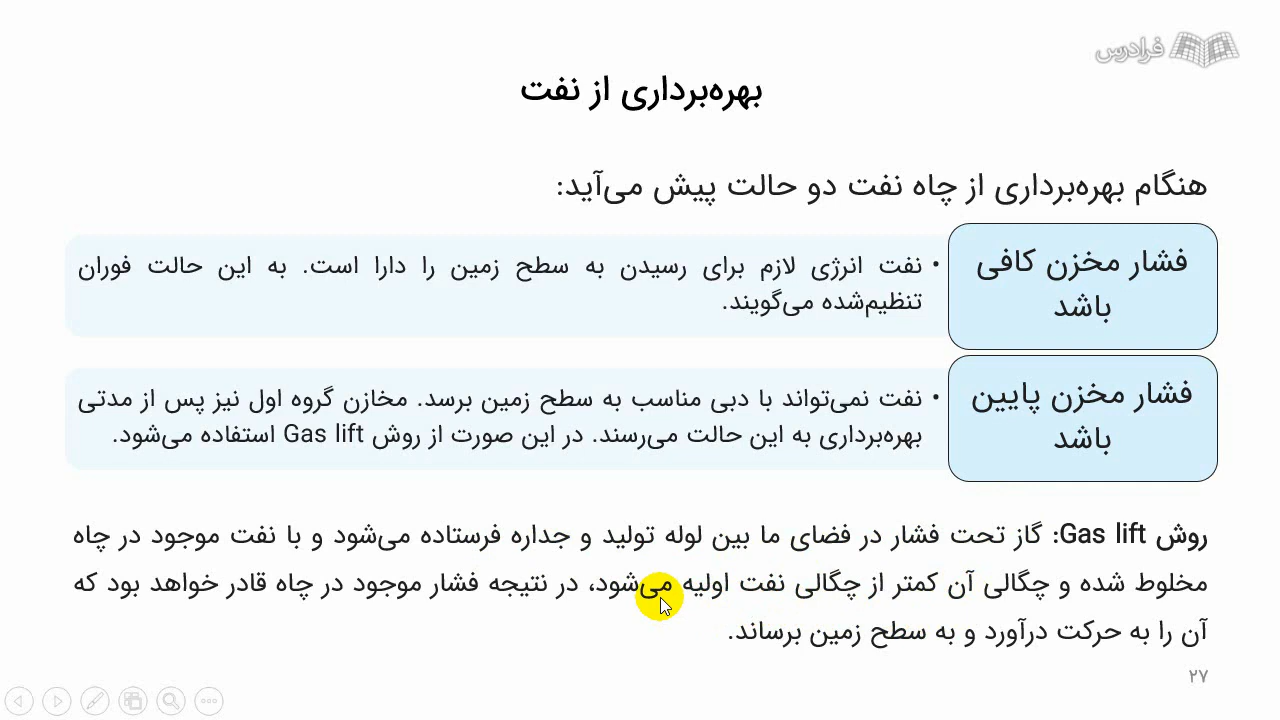 فرادرس
بهره‌برداری از نفت
هنگام بهره‌برداری از چاه نفت دو حالت پیش می‌آید:
فشار مخزن کافی
باشد
• نفت انرژی لازم برای رسیدن به سطح زمین را دارا است. به این حالت فوران
تنظیم‌شده می‌گویند.
فشار مخزن پایین
باشد
• نفت نمی‌تواند با دبی مناسب به سطح زمین برسد. مخازن گروه اول نیز پس از مدتی
بهره‌برداری به این حالت می‌رسند. در این صورت از روش Gas lift استفاده می‌شود.
روش Gas lift: گاز تحت فشار در فضای ما بین لوله تولید و جداره فرستاده می‌شود و با نفت موجود در چاه
مخلوط شده و چگالی آن کمتر از چگالی نفت اولیه می‌شود، در نتیجه فشار موجود در چاه قادر خواهد بود که
آن را به حرکت درآورد و به سطح زمین برساند.
۲۷